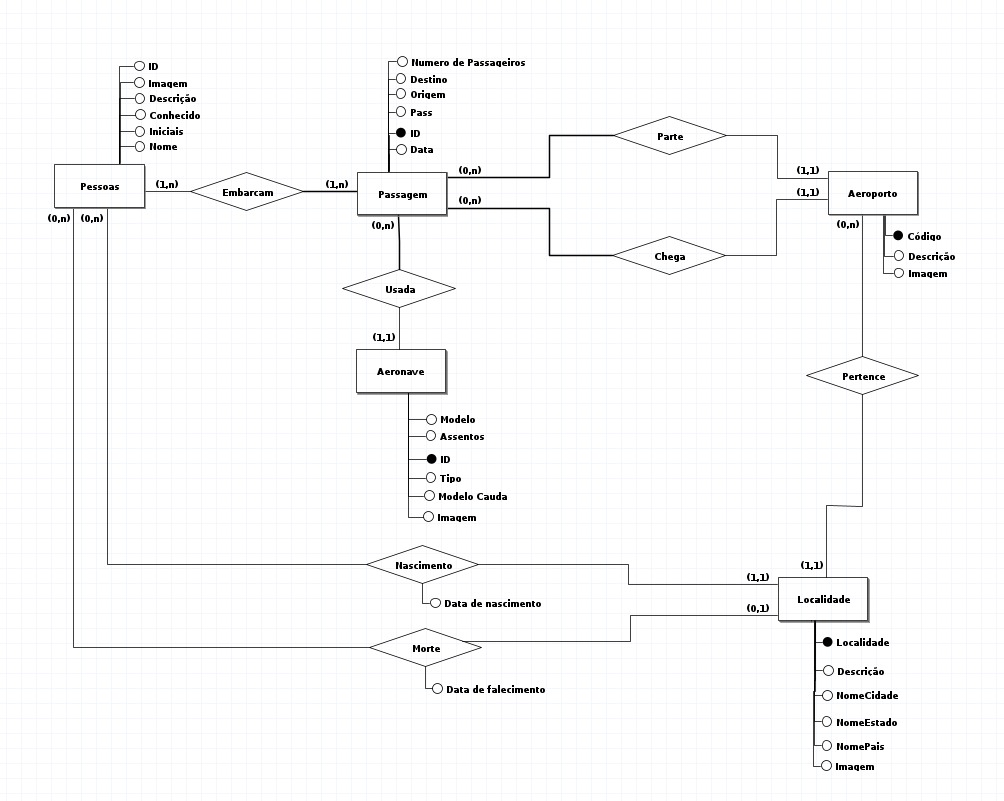 ID
Imagem
Descrição
Conhecido
Iniciais
Nome
Pessoas
(1,n)
Embarcam
(1,n)
(0,n)
(0,n)
Numero de Passageiros
Destino
Origem
Pass
ID
Data
Passagem
(0,n)
(0,n)
(0,n)
Parte
Chega
(1,1)
(1,1)
Aeroporto
(0,n)
Código
Descrição
Imagem
Usada
(1,1)
Aeronave
Modelo
Assentos
ID
Tipo
Modelo Cauda
Imagem
Pertence
(1,1)
Nascimento
Data de nascimento
(1,1)
(0,1)
Localidade
Morte
Data de falecimento
Localidade
Descrição
NomeCidade
NomeEstado
NomePais
Imagem